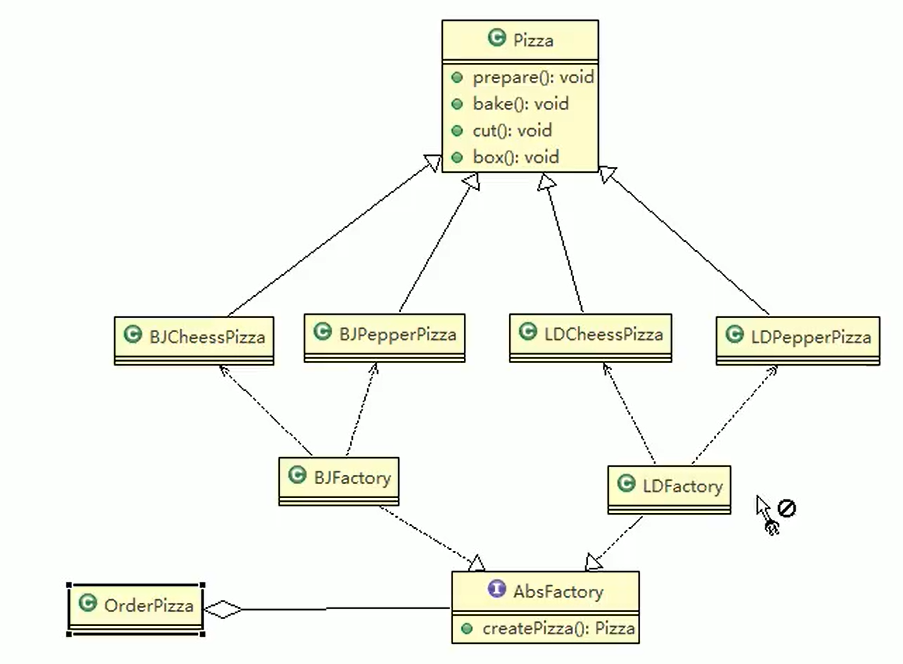 Pizza
prepare(): void
bake(): void
cut(): void
box(): void
BJCheessPizza
BJPepperPizza
LDCheessPizza
LDPepperPizza
BJFactory
LDFactory
OrderPizza
AbsFactory
createPizza(): Pizza